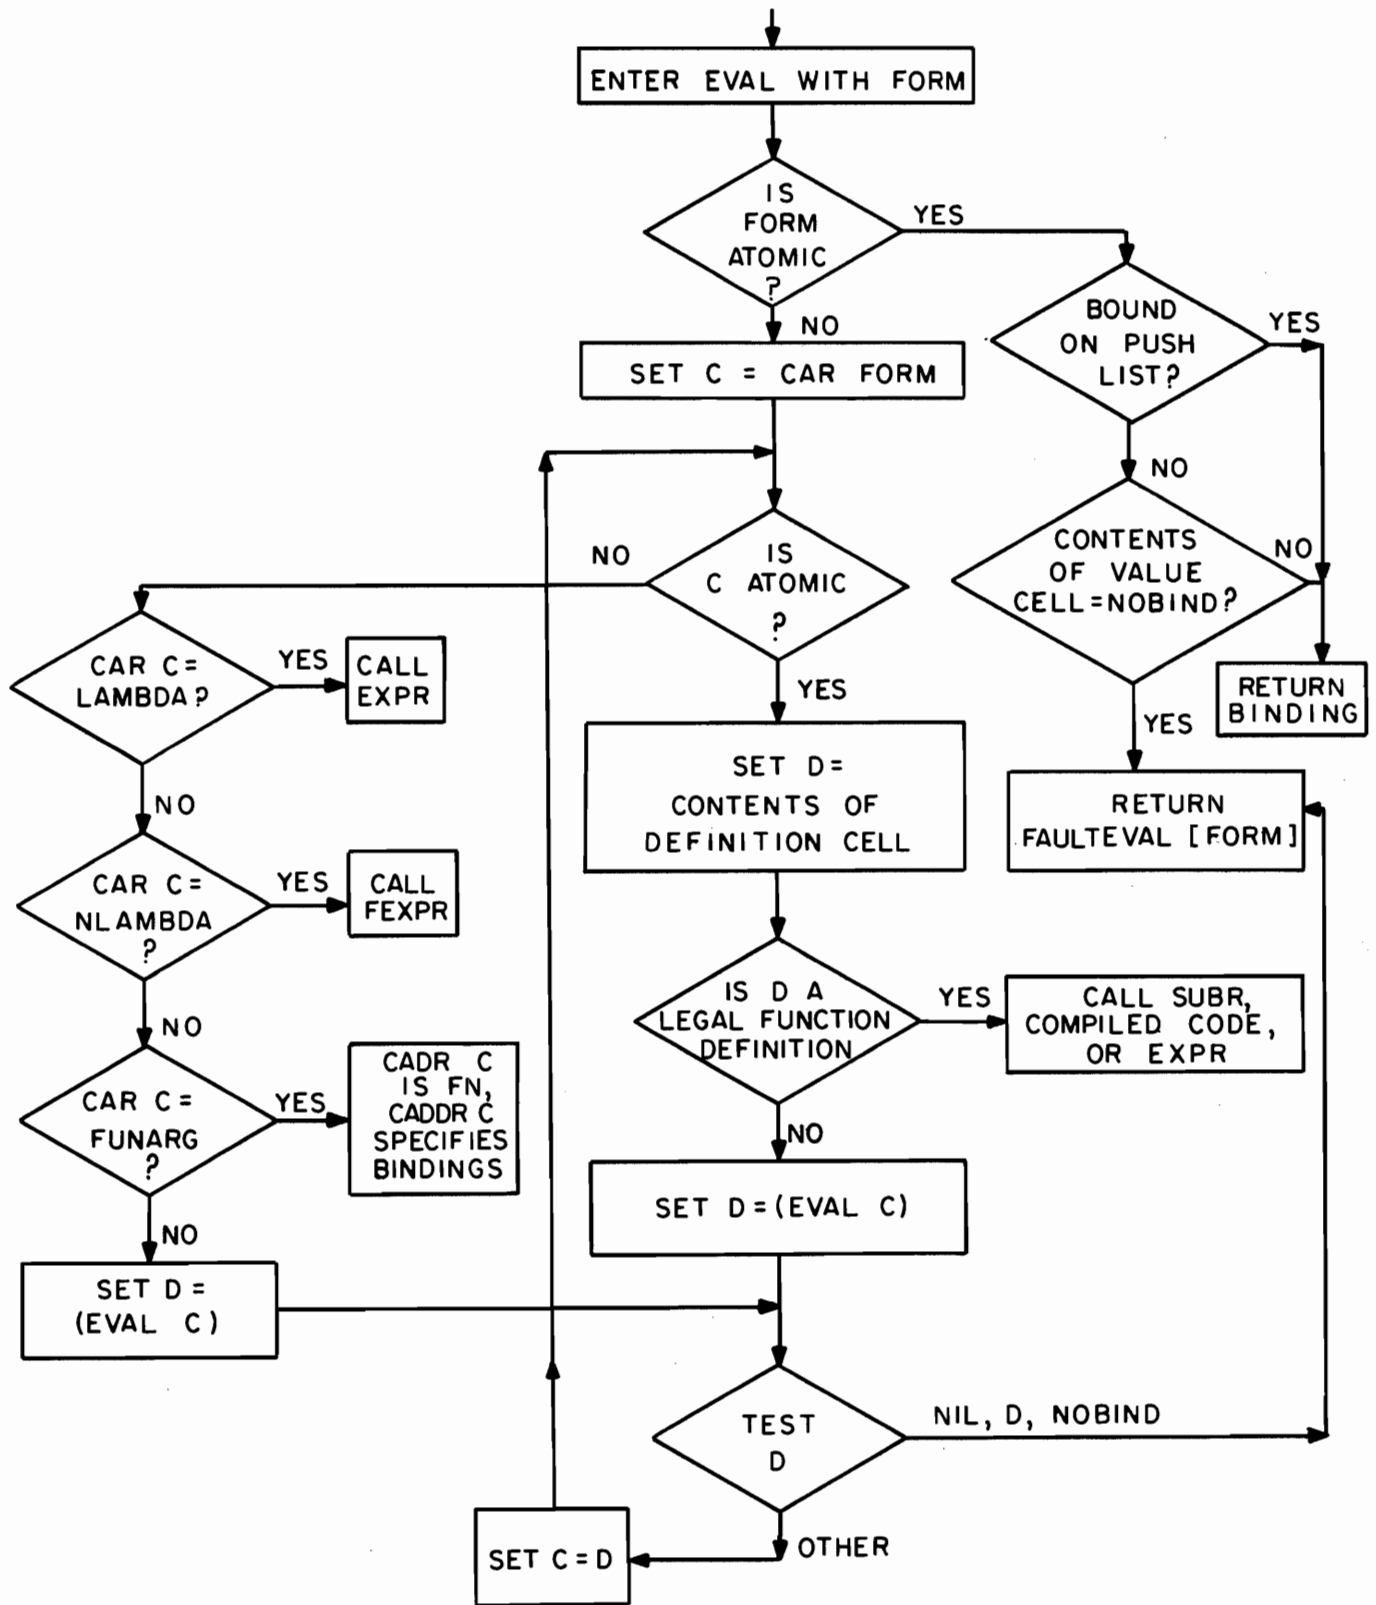 ENTER EVAL WITH FORM
IS
FORM
ATOMIC
?
YES
NO
BOUND
ON PUSH
LIST?
YES
NO
SET C = CAR FORM
CONTENTS
OF VALUE
CELL=NOBIND?
NO
YES
RETURN
BINDING
RETURN
FAULTEVAL [FORM]
IS
C ATOMIC
?
NO
YES
CAR C=
LAMBDA?
YES
CALL
EXPR
NO
CAR C=
NLAMBDA
?
YES
CALL
FEXPR
NO
CAR C=
FUNARG
?
YES
CADR C
IS FN,
CADDR C
SPECIFIES
BINDINGS
NO
SET D=
(EVAL C)
SET D=
CONTENTS OF
DEFINITION CELL
IS D A
LEGAL FUNCTION
DEFINITION
YES
CALL SUBR,
COMPILED CODE,
OR EXPR
NO
SET D=(EVAL C)
TEST
D
NIL, D, NOBIND
OTHER
SET C=D